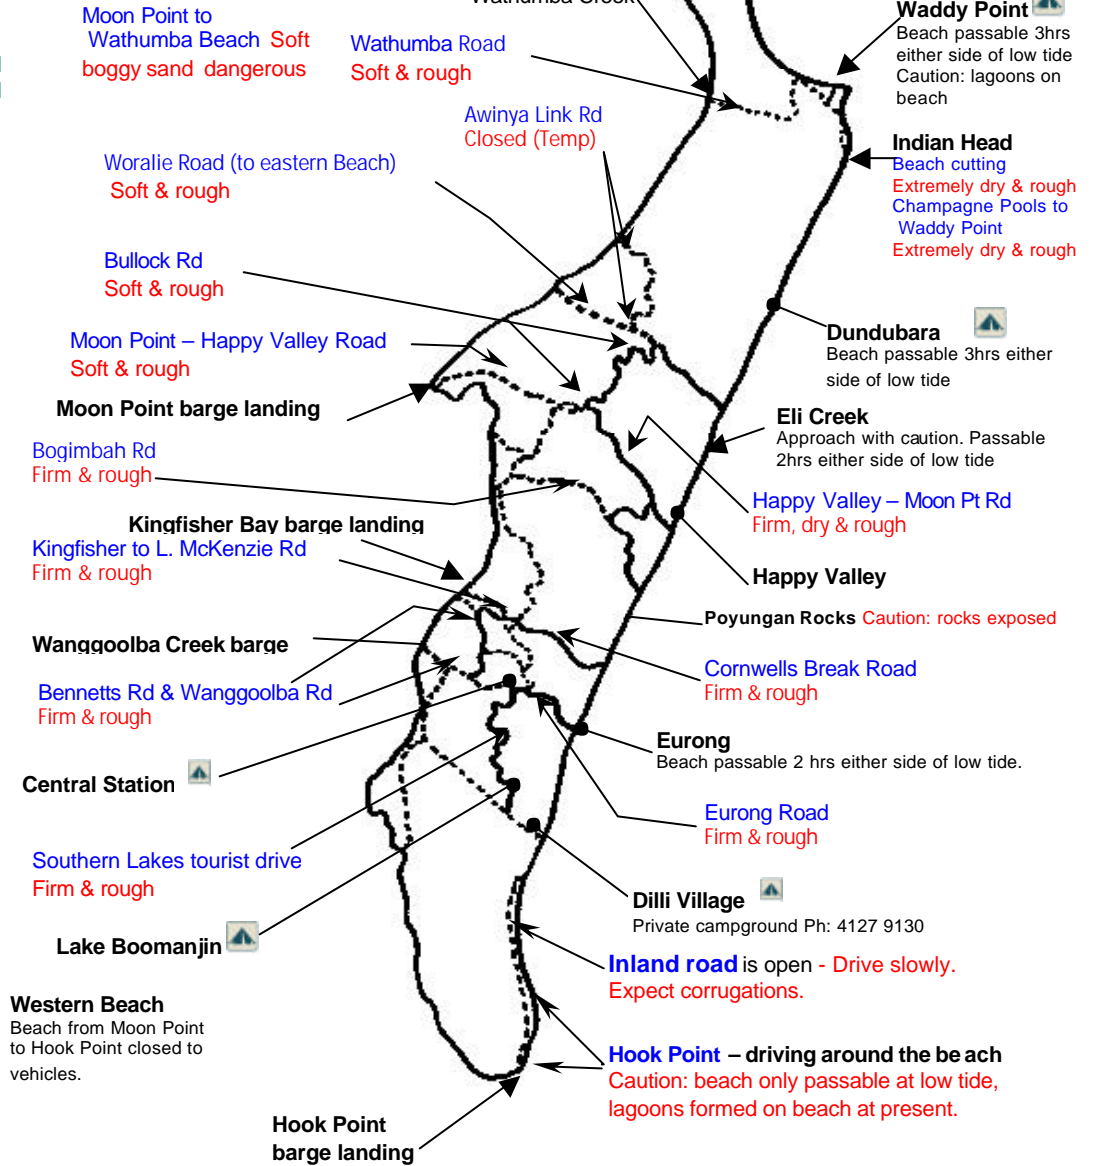 Wathumba Creek
Moon Point to
Wathumba Beach Soft
boggy sand dangerous
Wathumba Road
Soft & rough
Waddy Point
Beach passable 3hrs
either side of low tide
Caution: lagoons on
beach
Awinya Link Rd
Closed (Temp)
Indian Head
Beach cutting
Extremely dry & rough
Champagne Pools to
Waddy Point
Extremely dry & rough
Woralie Road (to eastern Beach)
Soft & rough
Bullock Rd
Soft & rough
Moon Point – Happy Valley Road
Soft & rough
Dundubara
Beach passable 3hrs either
side of low tide
Moon Point barge landing
Eli Creek
Approach with caution. Passable
2hrs either side of low tide
Bogimbah Rd
Firm & rough
Happy Valley – Moon Pt Rd
Firm, dry & rough
Kingfisher Bay barge landing
Kingfisher to L. McKenzie Rd
Firm & rough
Happy Valley
Poyungan Rocks Caution: rocks exposed
Wanggoolba Creek barge
Cornwells Break Road
Firm & rough
Bennetts Rd & Wanggoolba Rd
Firm & rough
Eurong
Beach passable 2 hrs either side of low tide.
Central Station
Eurong Road
Firm & rough
Southern Lakes tourist drive
Firm & rough
Dilli Village
Private campground Ph: 4127 9130
Lake Boomanjin
Inland road is open - Drive slowly.
Expect corrugations.
Western Beach
Beach from Moon Point
to Hook Point closed to
vehicles.
Hook Point – driving around the be ach
Caution: beach only passable at low tide,
lagoons formed on beach at present.
Hook Point
barge landing